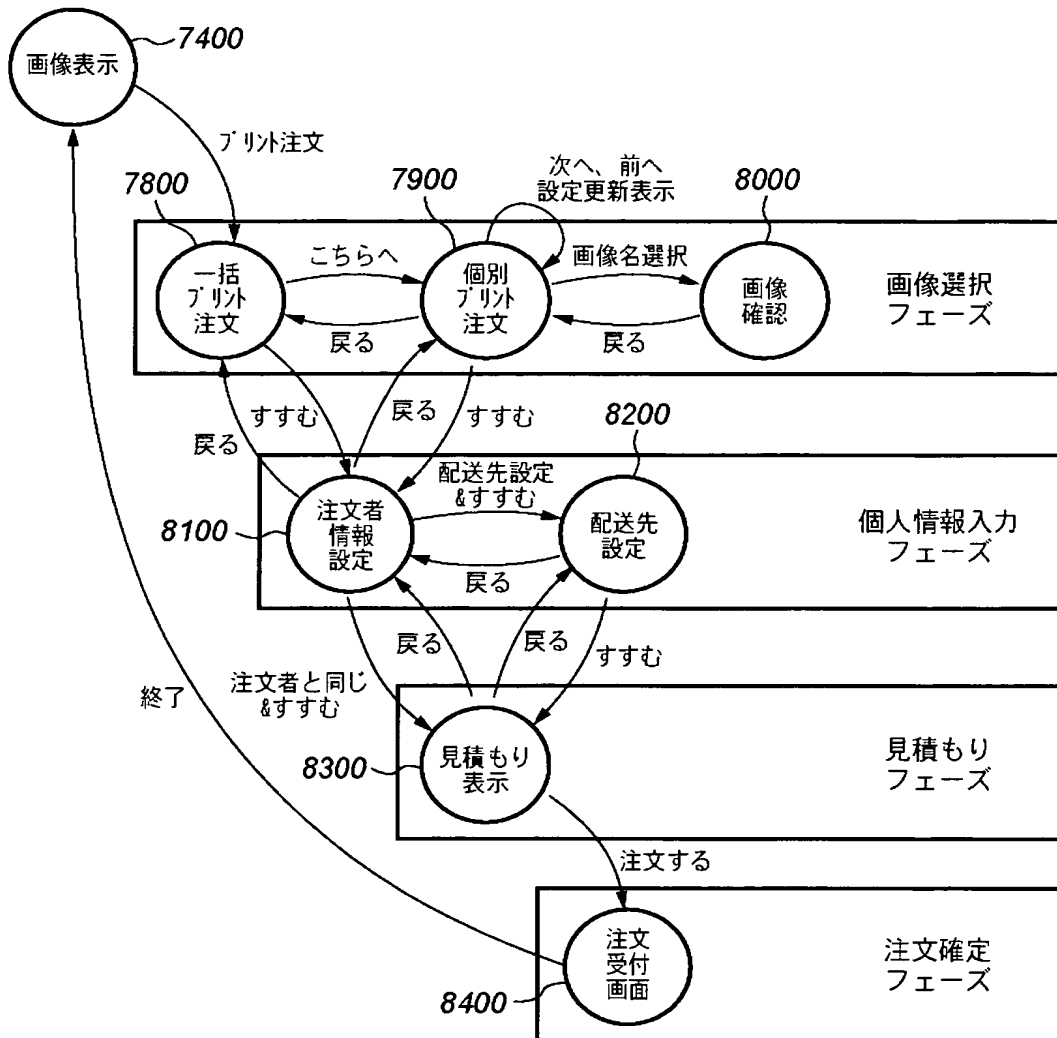 7400
画像表示
プリント注文
7800
7900
次へ、前へ
設定更新表示
8000
一括
プリント
注文
こちらへ
個別
プリント
注文
画像名選択
画像
確認
画像選択
フェーズ
戻る
戻る
すすむ
戻る
戻る
すすむ
8200
8100
注文者
情報
設定
配送先設定
&すすむ
配送先
設定
個人情報入力
フェーズ
戻る
戻る
戻る
すすむ
注文者と同じ
&すすむ
終了
8300
見積もり
表示
見積もり
フェーズ
注文する
8400
注文
受付
画面
注文確定
フェーズ